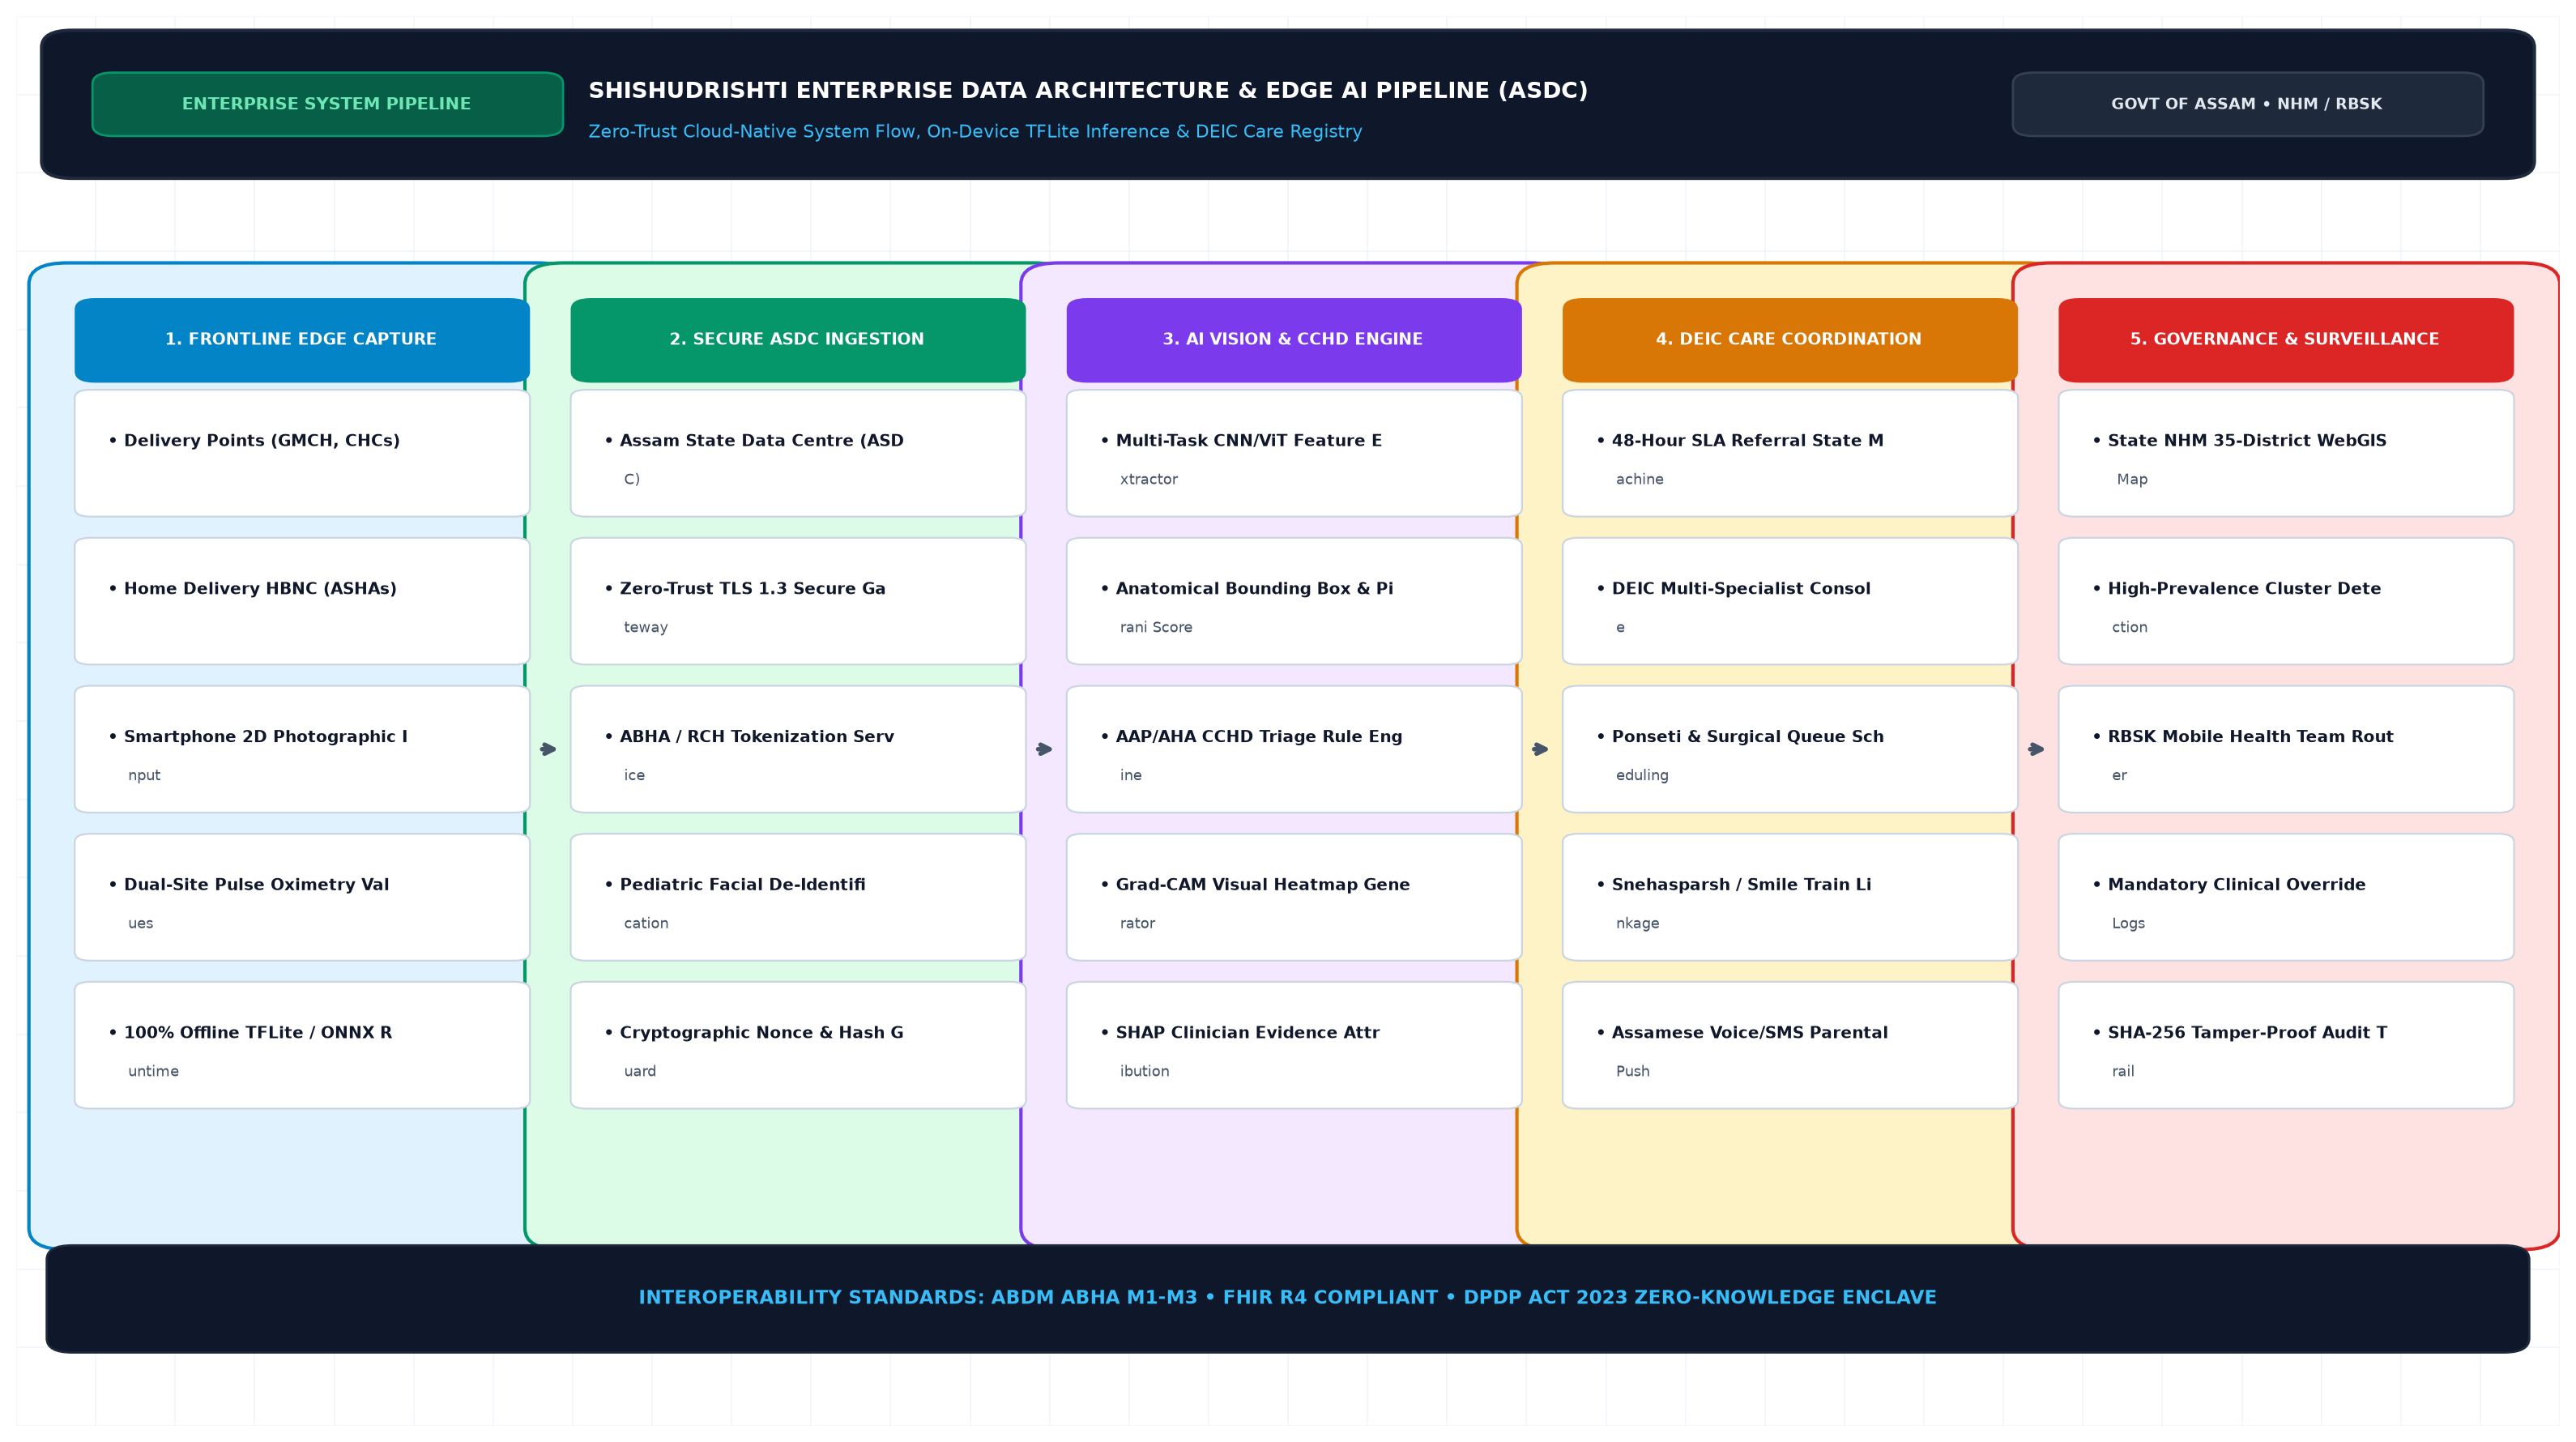 ENTERPRISE SYSTEM PIPELINE
SHISHUDRISHTI ENTERPRISE DATA ARCHITECTURE & EDGE AI PIPELINE (ASDC)
Zero-Trust Cloud-Native System Flow, On-Device TFLite Inference & DEIC Care Registry
GOVT OF ASSAM • NHM / RBSK
1. FRONTLINE EDGE CAPTURE
• Delivery Points (GMCH, CHCs)
• Home Delivery HBNC (ASHAs)
• Smartphone 2D Photographic I
nput
• Dual-Site Pulse Oximetry Val
ues
• 100% Offline TFLite / ONNX R
untime
2. SECURE ASDC INGESTION
• Assam State Data Centre (ASD
C)
• Zero-Trust TLS 1.3 Secure Ga
teway
• ABHA / RCH Tokenization Serv
ice
• Pediatric Facial De-Identifi
cation
• Cryptographic Nonce & Hash G
uard
3. AI VISION & CCHD ENGINE
• Multi-Task CNN/ViT Feature E
xtractor
• Anatomical Bounding Box & Pi
rani Score
• AAP/AHA CCHD Triage Rule Eng
ine
• Grad-CAM Visual Heatmap Gene
rator
• SHAP Clinician Evidence Attr
ibution
4. DEIC CARE COORDINATION
• 48-Hour SLA Referral State M
achine
• DEIC Multi-Specialist Consol
e
• Ponseti & Surgical Queue Sch
eduling
• Snehasparsh / Smile Train Li
nkage
• Assamese Voice/SMS Parental
Push
5. GOVERNANCE & SURVEILLANCE
• State NHM 35-District WebGIS
Map
• High-Prevalence Cluster Dete
ction
• RBSK Mobile Health Team Rout
er
• Mandatory Clinical Override
Logs
• SHA-256 Tamper-Proof Audit T
rail
INTEROPERABILITY STANDARDS: ABDM ABHA M1-M3 • FHIR R4 COMPLIANT • DPDP ACT 2023 ZERO-KNOWLEDGE ENCLAVE